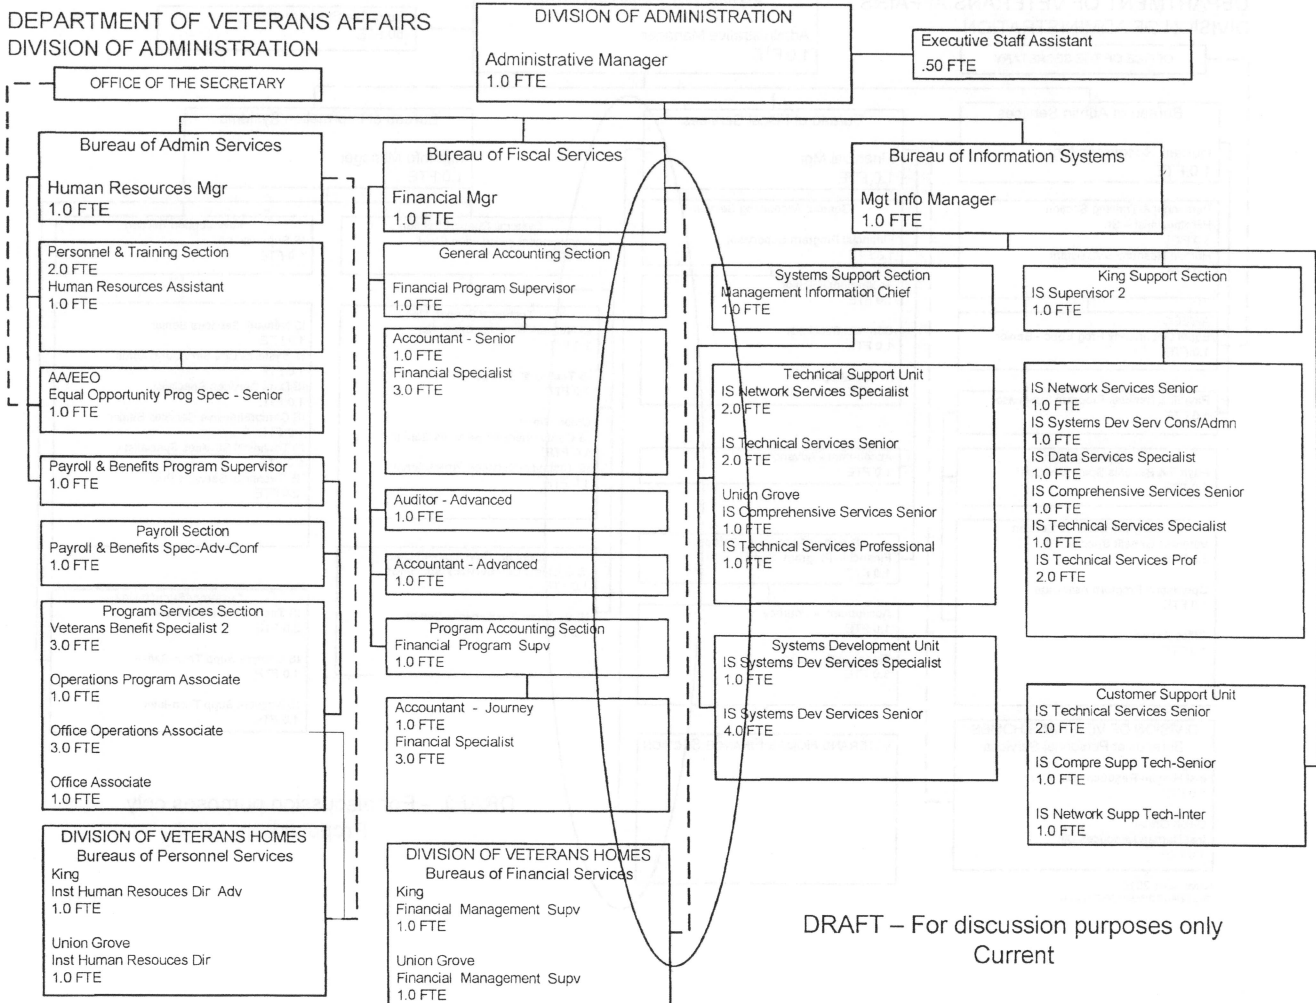 DEPARTMENT OF VETERANS AFFAIRS
DIVISION OF ADMINISTRATION
OFFICE OF THE SECRETARY
DIVISION OF ADMINISTRATION
Administrative Manager
1.0 FTE
Executive Staff Assistant
.50 FTE
Bureau of Admin Services
Human Resources Mgr
1.0 FTE
Personnel & Training Section
2.0 FTE
Human Resources Assistant
1.0 FTE
AA/EEO
Equal Opportunity Prog Spec - Senior
1.0 FTE
Payroll & Benefits Program Supervisor
1.0 FTE
Payroll Section
Payroll & Benefits Spec-Adv-Conf
1.0 FTE
Program Services Section
Veterans Benefit Specialist 2
3.0 FTE
Operations Program Associate
1.0 FTE
Office Operations Associate
3.0 FTE
Office Associate
1.0 FTE
DIVISION OF VETERANS HOMES
Bureaus of Personnel Services
King
Inst Human Resouces Dir Adv
1.0 FTE
Union Grove
Inst Human Resouces Dir
1.0 FTE
Bureau of Fiscal Services
Financial Mgr
1.0 FTE
General Accounting Section
Financial Program Supervisor
1.0 FTE
Accountant - Senior
1.0 FTE
Financial Specialist
3.0 FTE
Auditor - Advanced
1.0 FTE
Accountant - Advanced
1.0 FTE
Program Accounting Section
Financial Program Supv
1.0 FTE
Accountant - Journey
1.0 FTE
Financial Specialist
3.0 FTE
DIVISION OF VETERANS HOMES
Bureaus of Financial Services
King
Financial Management Supv
1.0 FTE
Union Grove
Financial Management Supv
1.0 FTE
Bureau of Information Systems
Mgt Info Manager
1.0 FTE
Systems Support Section
Management Information Chief
1.0 FTE
Technical Support Unit
IS Network Services Specialist
2.0 FTE
IS Technical Services Senior
2.0 FTE
Union Grove
IS Comprehensive Services Senior
1.0 FTE
IS Technical Services Professional
1.0 FTE
Systems Development Unit
IS Systems Dev Services Specialist
1.0 FTE
IS Systems Dev Services Senior
4.0 FTE
King Support Section
IS Supervisor 2
1.0 FTE
IS Network Services Senior
1.0 FTE
IS Systems Dev Serv Cons/Admn
1.0 FTE
IS Data Services Specialist
1.0 FTE
IS Comprehensive Services Senior
1.0 FTE
IS Technical Services Specialist
1.0 FTE
IS Technical Services Prof
2.0 FTE
Customer Support Unit
IS Technical Services Senior
2.0 FTE
IS Compre Supp Tech-Senior
1.0 FTE
IS Network Supp Tech-Inter
1.0 FTE
DRAFT – For discussion purposes only
Current